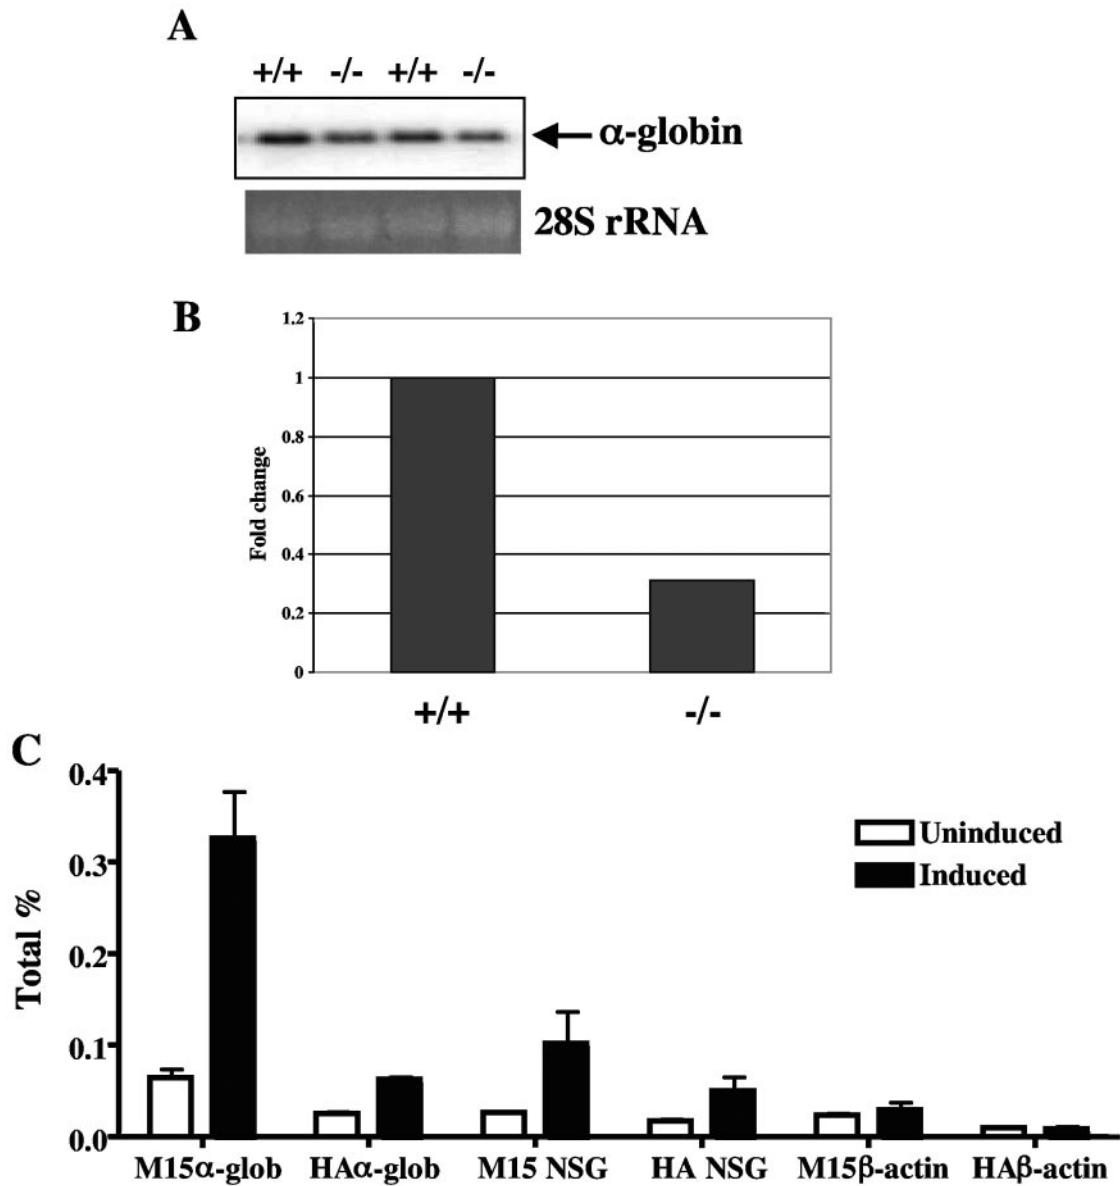 A
+/+ -/- +/+ -/-
α-globin
28S rRNA
B
1.2
1
0.8
0.6
0.4
0.2
0
Fold change
+/+ -/-
C
0.4
0.3
0.2
0.1
0.0
Total %
Uninduced
Induced
M15α-glob HAα-glob M15 NSG HA NSG M15β-actin HAβ-actin